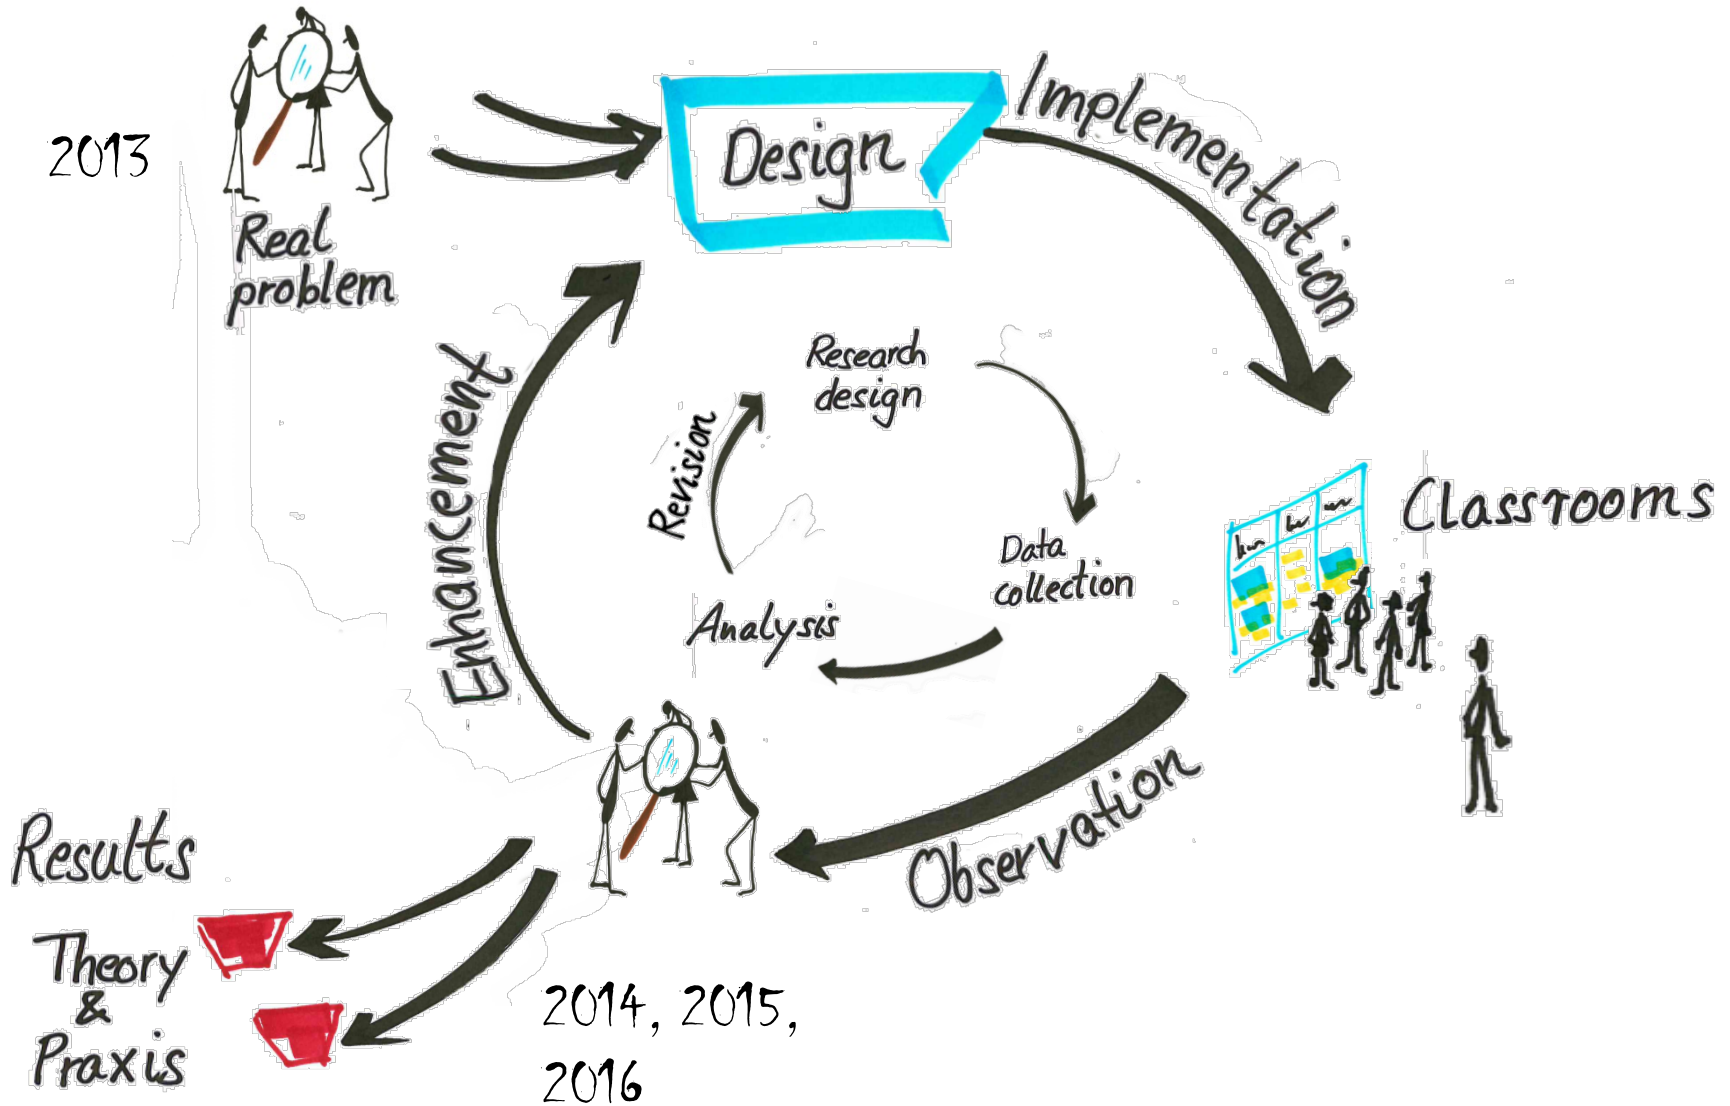 2013
Real
problem
Design
Implementation
Classrooms
Observation
Enhancement
Research
design
Data
collection
Analysis
Revision
Results
Theory
&
Praxis
2014, 2015,
2016